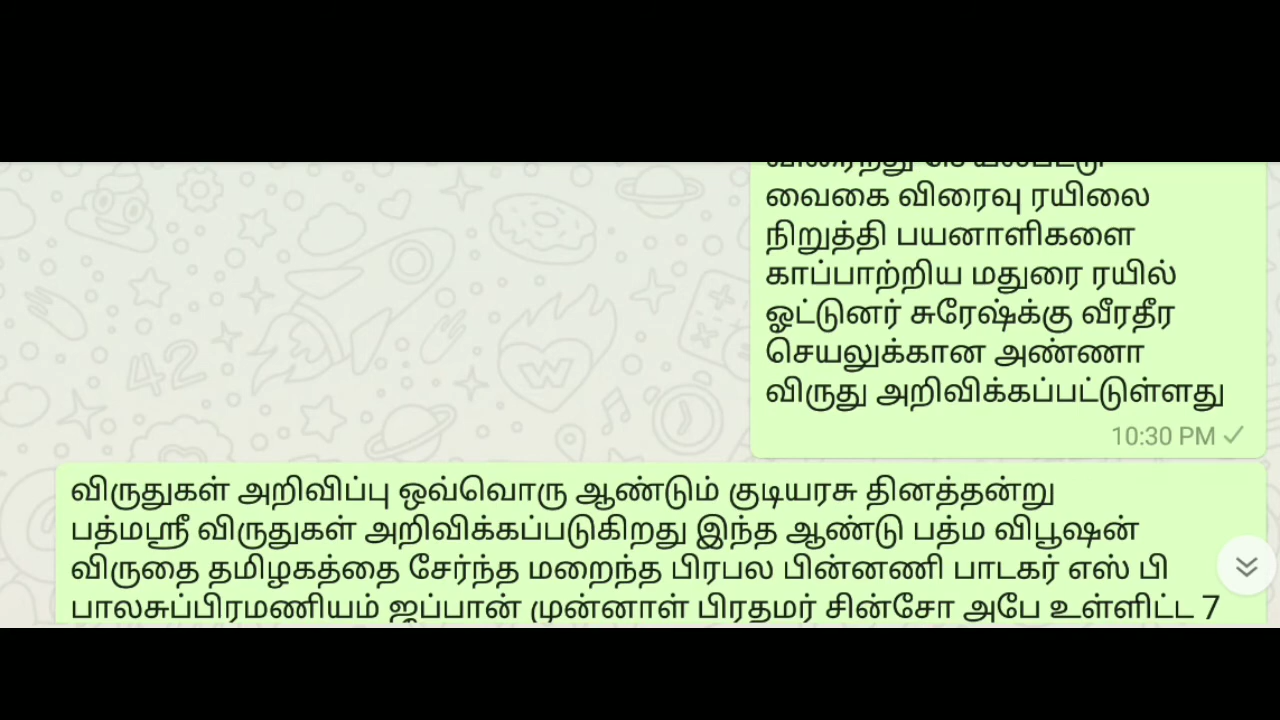 வைகை விரைவு ரயிலை
நிறுத்தி பயனாளிகளை
காப்பாற்றிய மதுரை ரயில்
ஓட்டுனர் சுரேஷ்க்கு வீரதீர
செயலுக்கான அண்ணா
விருது அறிவிக்கப்பட்டுள்ளது
10:30 PM
விருதுகள் அறிவிப்பு ஒவ்வொரு ஆண்டும் குடியரசு தினத்தன்று
பத்மஸ்ரீ விருதுகள் அறிவிக்கப்படுகிறது இந்த ஆண்டு பத்ம விபூஷன்
விருதை தமிழகத்தை சேர்ந்த மறைந்த பிரபல பின்னணி பாடகர் எஸ் பி
பாலசுப்பிரமணியம் ஜப்பான் முன்னாள் பிரதமர் சின்சோ அபே உள்ளிட்ட 7